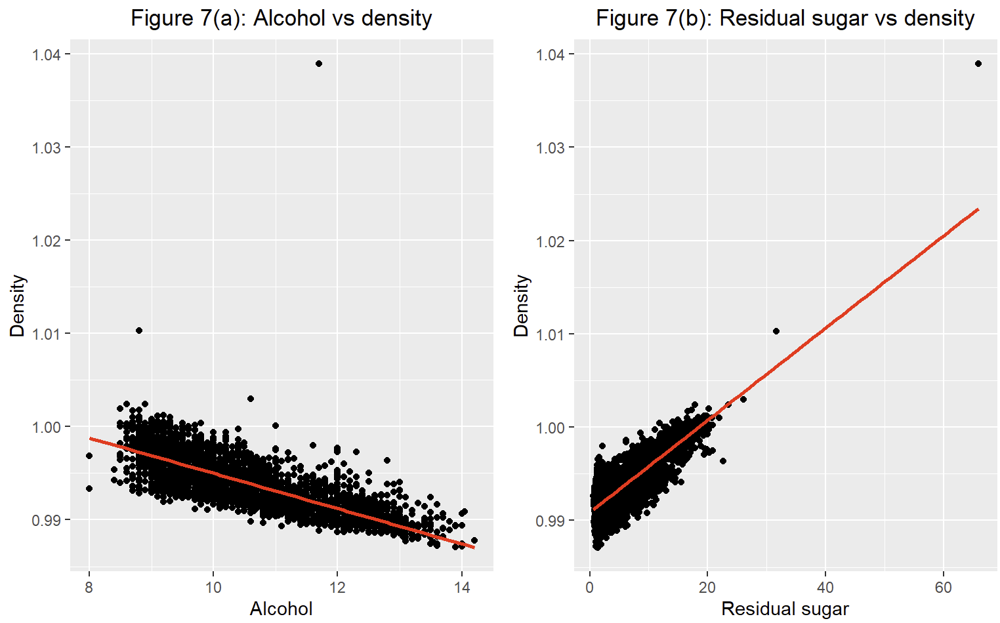 Figure 7(a): Alcohol vs density
1.04
1.03
1.02
1.01
1.00
0.99
Density
8 10 12 14
Alcohol
Figure 7(b): Residual sugar vs density
1.04
1.03
1.02
1.01
1.00
0.99
Density
0 20 40 60
Residual sugar